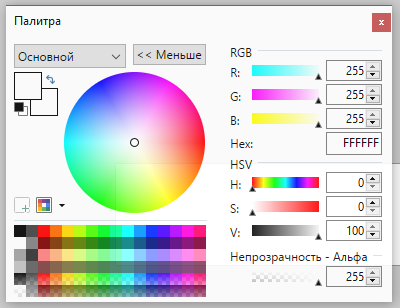 Палитра
x
Основной
<< Меньше
RGB
R: 255
G: 255
B: 255
Hex: FFFFFF
HSV
H: 0
S: 0
V: 100
Непрозрачность - Альфа
255